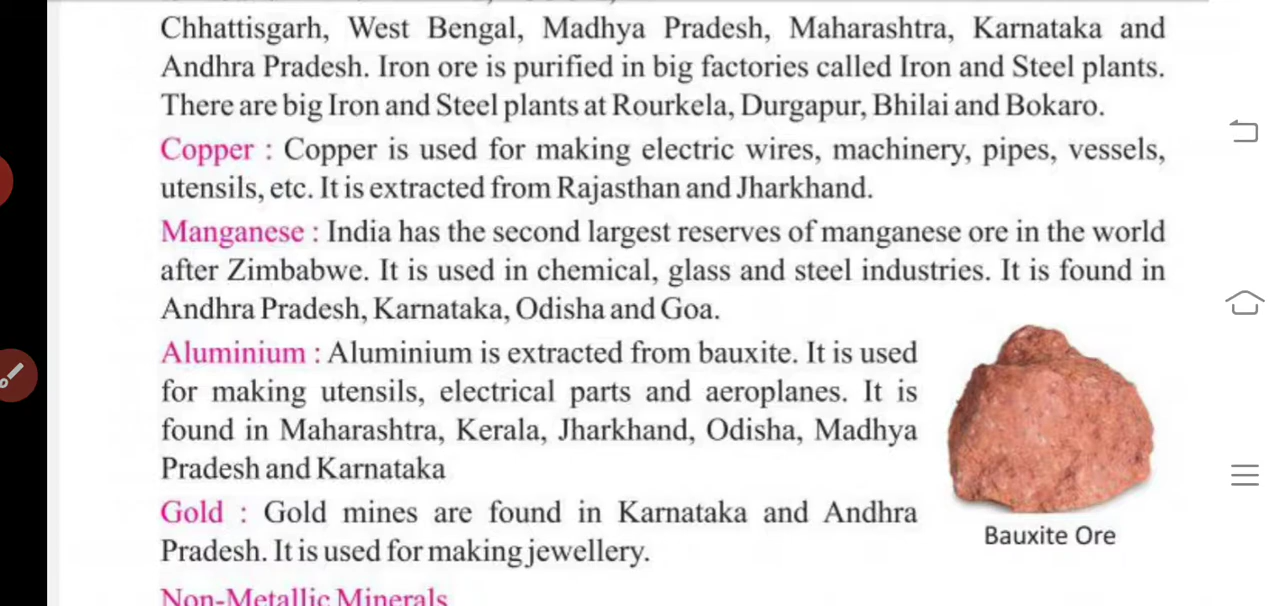 Chhattisgarh, West Bengal, Madhya Pradesh, Maharashtra, Karnataka and
Andhra Pradesh. Iron ore is purified in big factories called Iron and Steel plants.
There are big Iron and Steel plants at Rourkela, Durgapur, Bhilai and Bokaro.
Copper : Copper is used for making electric wires, machinery, pipes, vessels,
utensils, etc. It is extracted from Rajasthan and Jharkhand.
Manganese : India has the second largest reserves of manganese ore in the world
after Zimbabwe. It is used in chemical, glass and steel industries. It is found in
Andhra Pradesh, Karnataka, Odisha and Goa.
Aluminium : Aluminium is extracted from bauxite. It is used
for making utensils, electrical parts and aeroplanes. It is
found in Maharashtra, Kerala, Jharkhand, Odisha, Madhya
Pradesh and Karnataka
Gold : Gold mines are found in Karnataka and Andhra
Pradesh. It is used for making jewellery.
Bauxite Ore
Non-Metallic Minerals